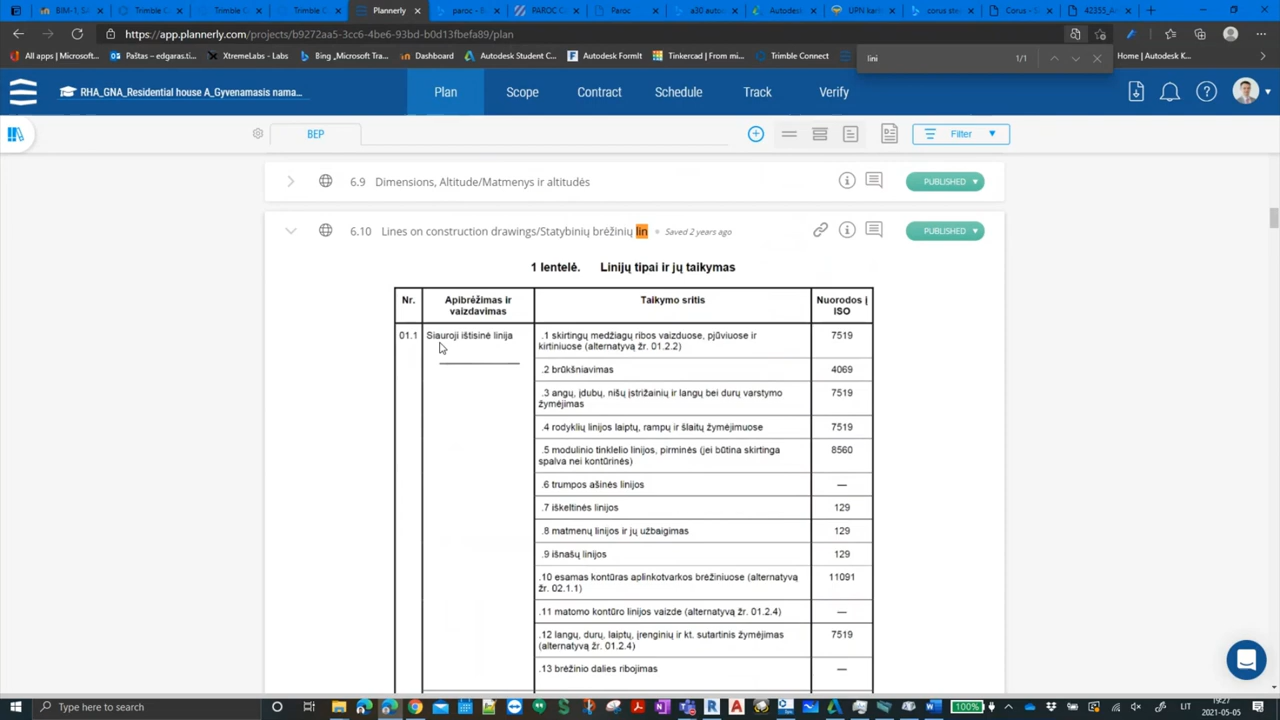 BIM-1, SI
Trimble C
Trimble C
Trimble C
Plannerly
paroc - B
PAROC C
Paroc
a30 autom
Autodesk
UPN kart
corus ste
Corus - S
42355_A
https://app.plannerly.com/projects/b9272aa5-3cc6-4be6-93bd-b0d13fbefa89/plan
All apps | Microsoft...
Paštas – edgaras.ti...
XtremeLabs - Labs
Bing „Microsoft Tra...
Dashboard
Autodesk Student C...
Autodesk FormIt
Tinkercad | From mi...
Trimble Connect
Home | Autodesk K...
lini
1/1
RHA_GNA_Residential house A_Gyvenamasis nama...
Plan
Scope
Contract
Schedule
Track
Verify
BEP
Filter
6.9 Dimensions, Altitude/Matmenys ir altitudės
PUBLISHED
6.10 Lines on construction drawings/Statybinių brėžinių lin
Saved 2 years ago
PUBLISHED
1 lentelė. Linijų tipai ir jų taikymas
Nr.
Apibrėžimas ir vaizdavimas
Taikymo sritis
Nuorodos į ISO
01.1
Siauroji ištisinė linija
.1 skirtingų medžiagų ribos vaizduose, pjūviuose ir
kirtiniuose (alternatyvą žr. 01.2.2)
7519
.2 brūkšniavimas
4069
.3 angų, įdubų, nišų įstrižainių ir langų bei durų varstymo
žymėjimas
7519
.4 rodyklių linijos laiptų, rampų ir šlaitų žymėjimuose
7519
.5 modulinio tinklelio linijos, pirminės (jei būtina skirtinga
spalva nei kontūrinės)
8560
.6 trumpos ašinės linijos
—
.7 iškeltinės linijos
129
.8 matmenų linijos ir jų užbaigimas
129
.9 išnašų linijos
129
.10 esamas kontūras aplinkotvarkos brėžiniuose (alternatyvą
žr. 02.1.1)
11091
.11 matomo kontūro linijos vaizde (alternatyvą žr. 01.2.4)
—
.12 langų, durų, laiptų, įrenginių ir kt. sutartinis žymėjimas
(alternatyvą žr. 01.2.4)
7519
.13 brėžinio dalies ribojimas
—
Type here to search
100%
LIT
19:27
2021-05-05